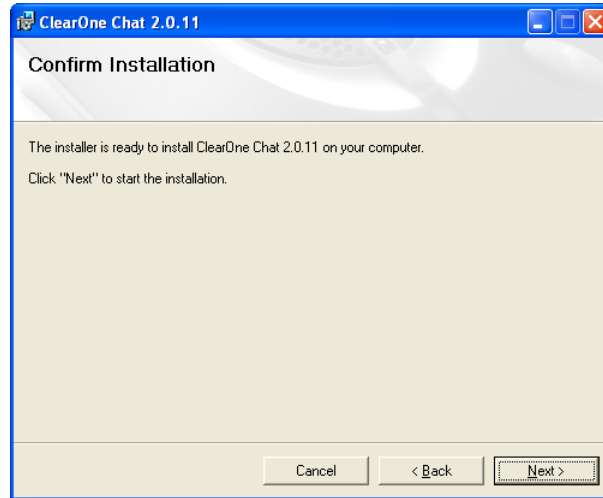 ClearOne Chat 2.0.11
Confirm Installation
The installer is ready to install ClearOne Chat 2.0.11 on your computer.
Click "Next" to start the installation.
Cancel
< Back
Next >